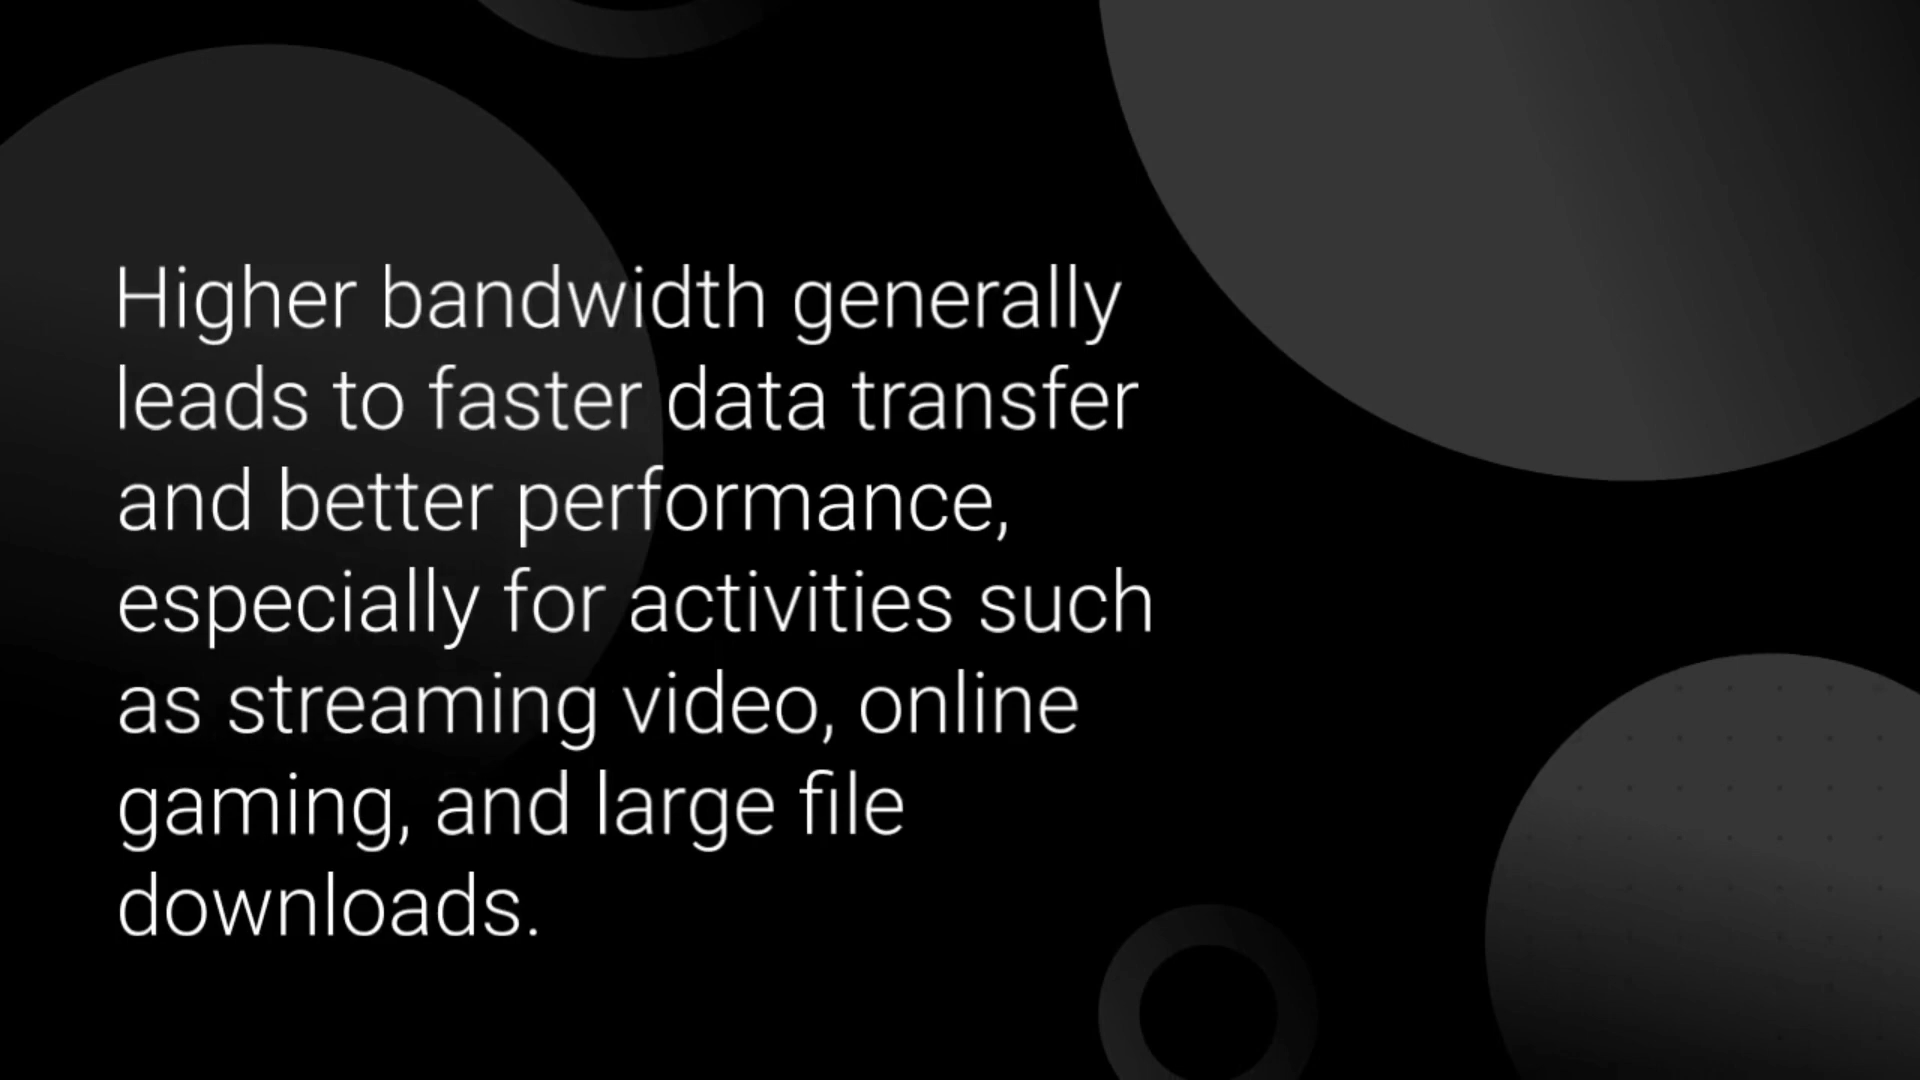 Higher bandwidth generally
leads to faster data transfer
and better performance,
especially for activities such
as streaming video, online
gaming, and large file
downloads.